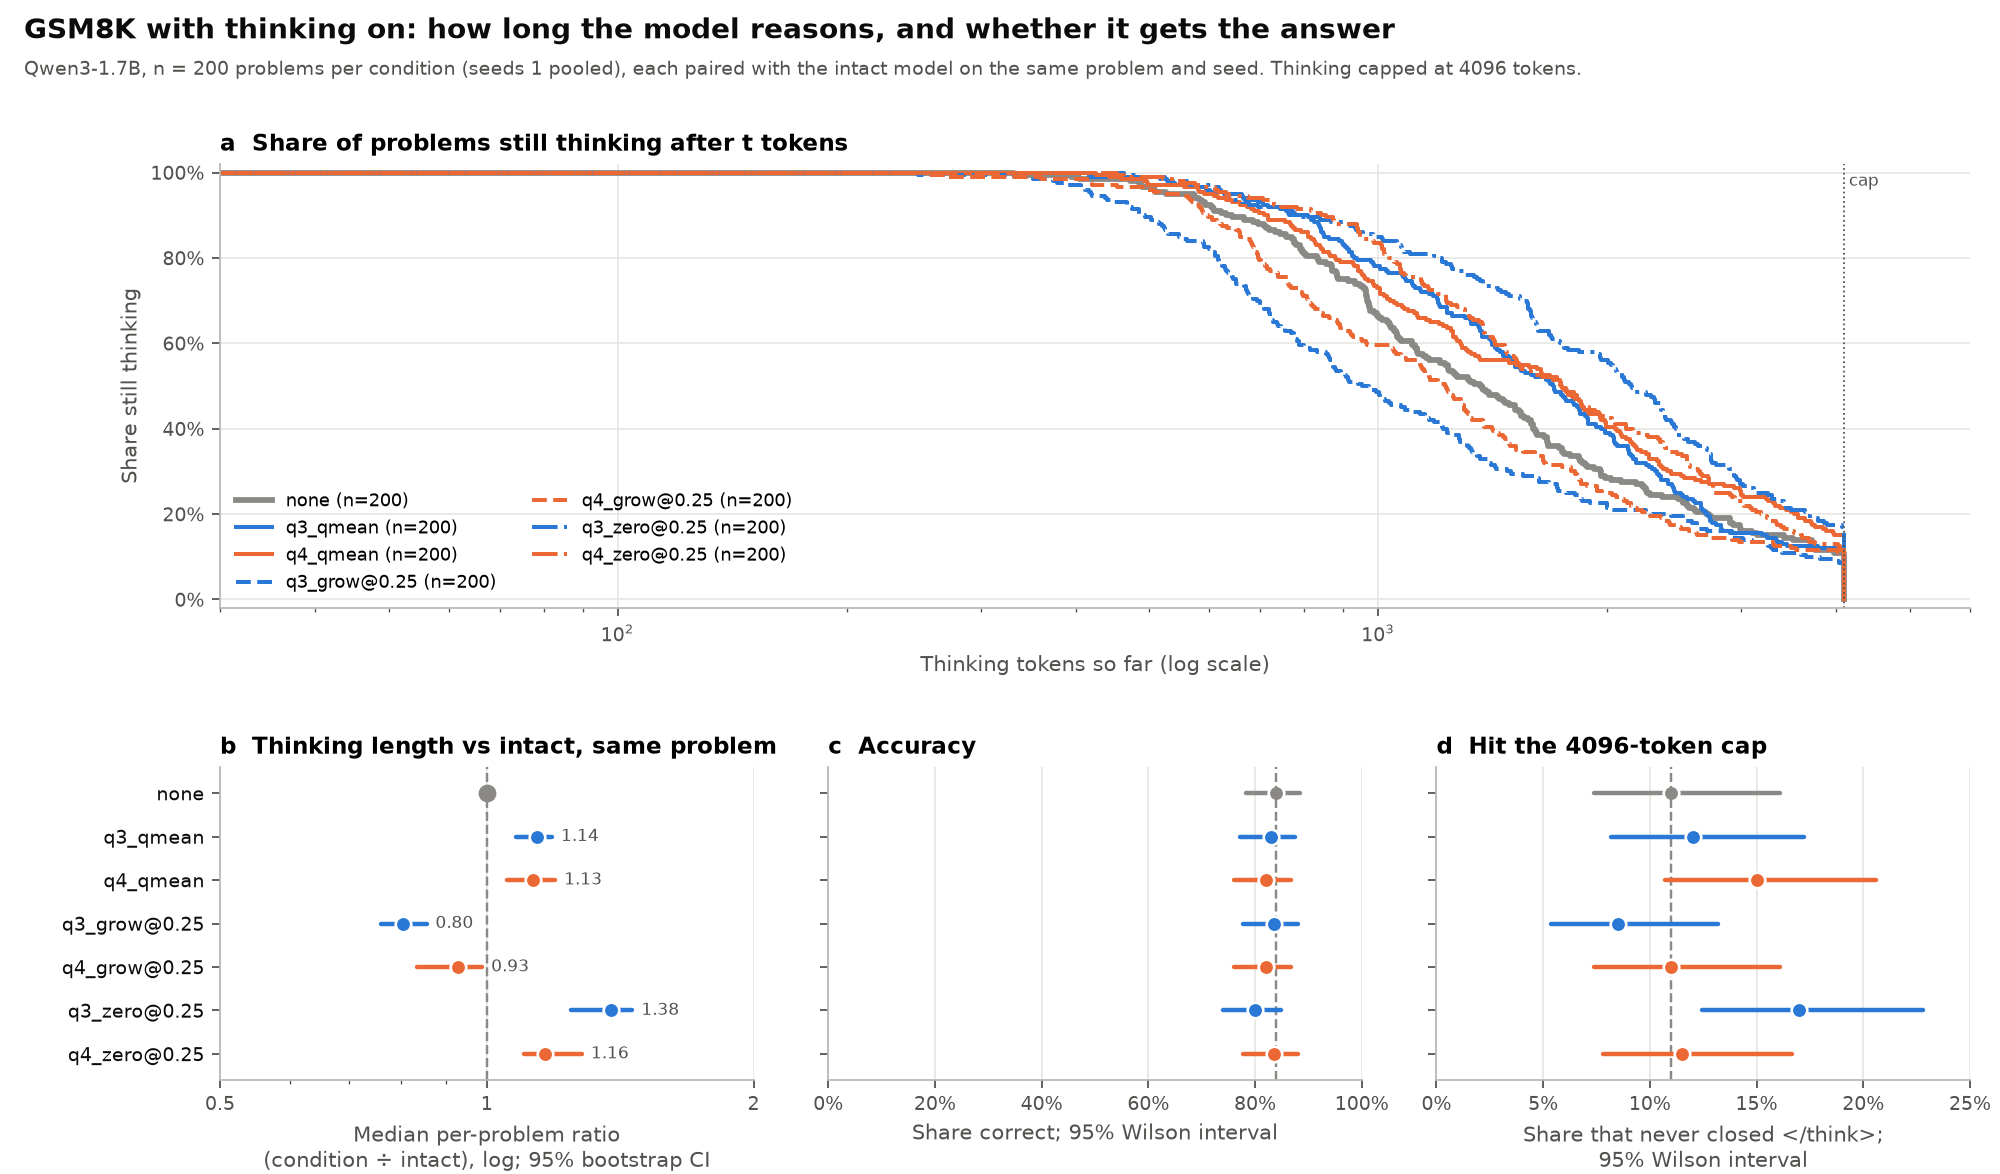 GSM8K with thinking on: how long the model reasons, and whether it gets the answer
Qwen3-1.7B, n = 200 problems per condition (seeds 1 pooled), each paired with the intact model on the same problem and seed. Thinking capped at 4096 tokens.
a Share of problems still thinking after t tokens
Share still thinking
100%
80%
60%
40%
20%
0%
cap
none (n=200)
q3_qmean (n=200)
q4_qmean (n=200)
q3_grow@0.25 (n=200)
q4_grow@0.25 (n=200)
q3_zero@0.25 (n=200)
q4_zero@0.25 (n=200)
10² 10³
Thinking tokens so far (log scale)
b Thinking length vs intact, same problem
none
q3_qmean
q4_qmean
q3_grow@0.25
q4_grow@0.25
q3_zero@0.25
q4_zero@0.25
1.14
1.13
0.80
0.93
1.38
1.16
0.5 1 2
Median per-problem ratio
(condition ÷ intact), log; 95% bootstrap CI
c Accuracy
0% 20% 40% 60% 80% 100%
Share correct; 95% Wilson interval
d Hit the 4096-token cap
0% 5% 10% 15% 20% 25%
Share that never closed </think>;
95% Wilson interval